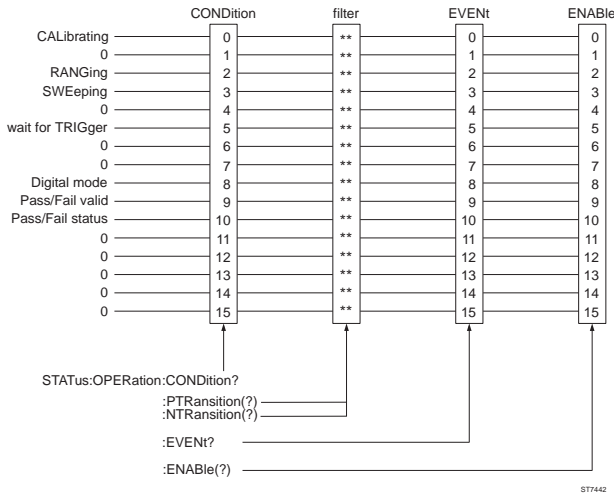 CONDition filter EVENt ENABle
CALibrating 0 ** 0 0
0 1 ** 1 1
RANGing 2 ** 2 2
SWEeping 3 ** 3 3
0 4 ** 4 4
wait for TRIGger 5 ** 5 5
0 6 ** 6 6
0 7 ** 7 7
Digital mode 8 ** 8 8
Pass/Fail valid 9 ** 9 9
Pass/Fail status 10 ** 10 10
0 11 ** 11 11
0 12 ** 12 12
0 13 ** 13 13
0 14 ** 14 14
0 15 ** 15 15
STATus:OPERation:CONDition?
:PTRansition(?)
:NTRansition(?)
:EVENt?
:ENABle(?)
ST7442